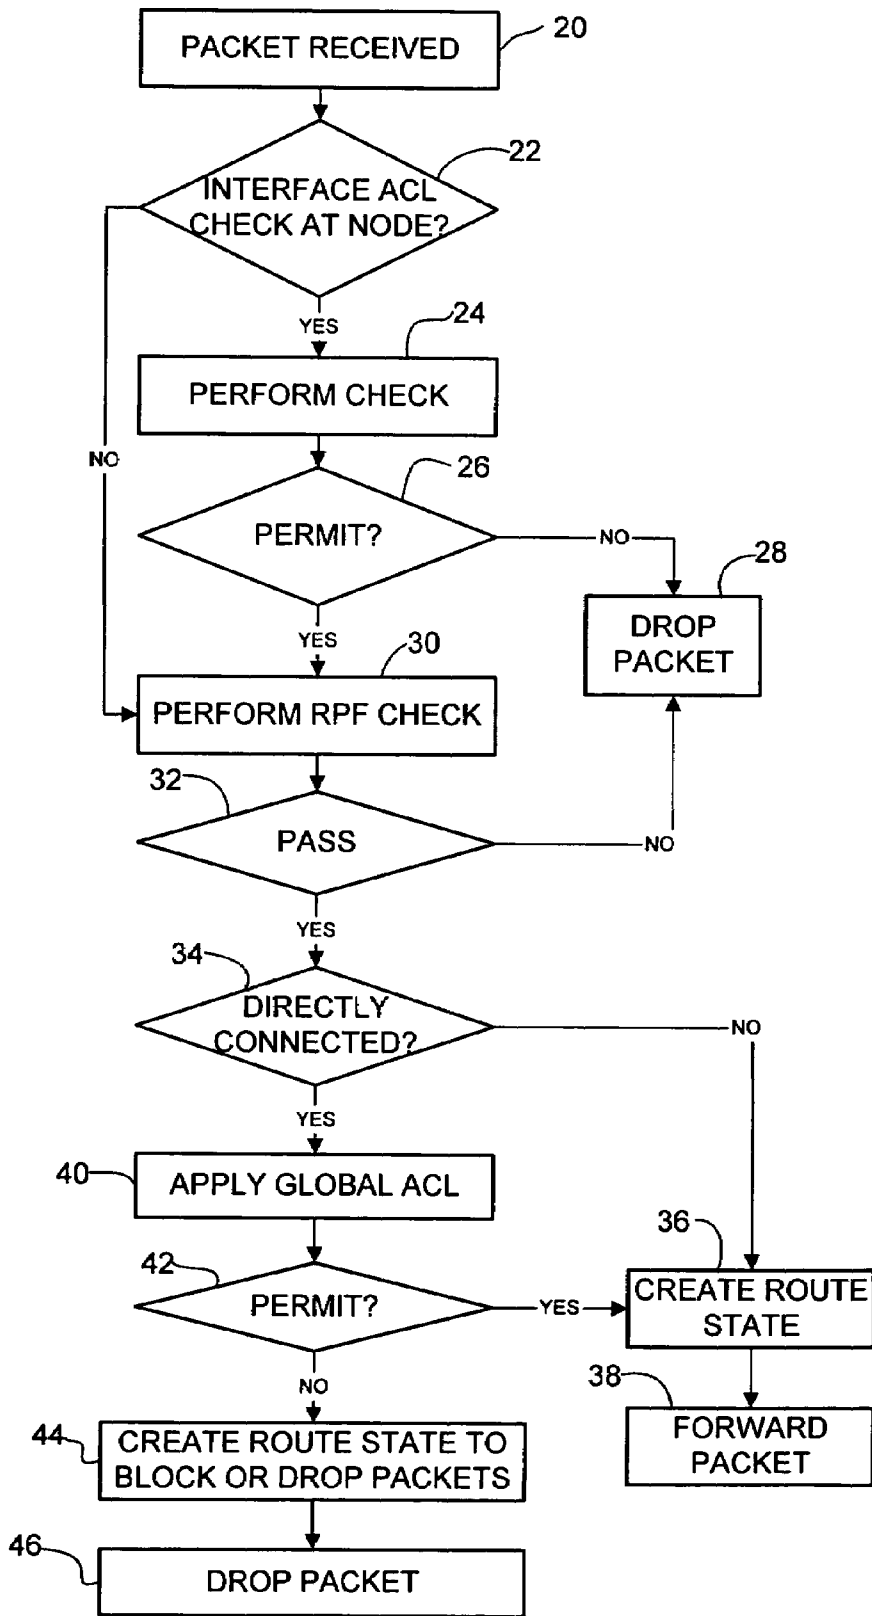 PACKET RECEIVED
20
INTERFACE ACL
CHECK AT NODE?
22
YES
24
PERFORM CHECK
NO
26
PERMIT?
NO
28
DROP
PACKET
YES
30
PERFORM RPF CHECK
32
PASS
NO
YES
34
DIRECTLY
CONNECTED?
NO
YES
40
APPLY GLOBAL ACL
36
42
PERMIT?
YES
CREATE ROUTE
STATE
NO
38
FORWARD
PACKET
44
CREATE ROUTE STATE TO
BLOCK OR DROP PACKETS
46
DROP PACKET